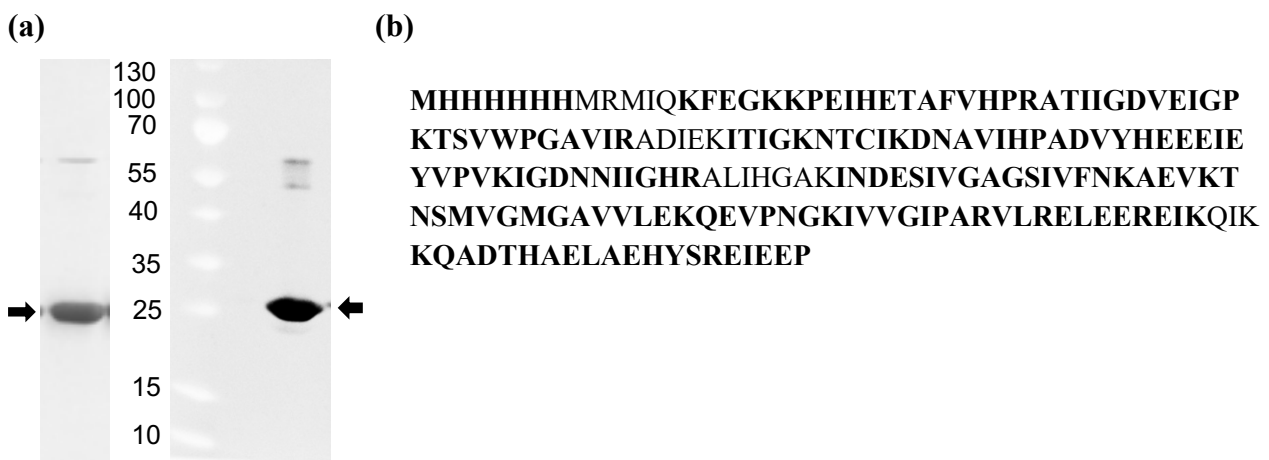 (a)
(b)
130
100
70
55
40
35
25
15
10
MHHHHHHMRMIQKFEGKKPEIHETAFVHPRATIIGDVEIGP
KTSVWPGAVIRADIEKITIGKNTCIKDNAVIHPADVYHEEEIE
YVPVKIGDNNIIGHRALIHGAKINDESIVGAGSIVFNKAEVKT
NSMVGMGAVVLEKQEVPNGKIVVGIPARVLRELEEREIKQIK
KQADTHAELAEHYSREIEEP